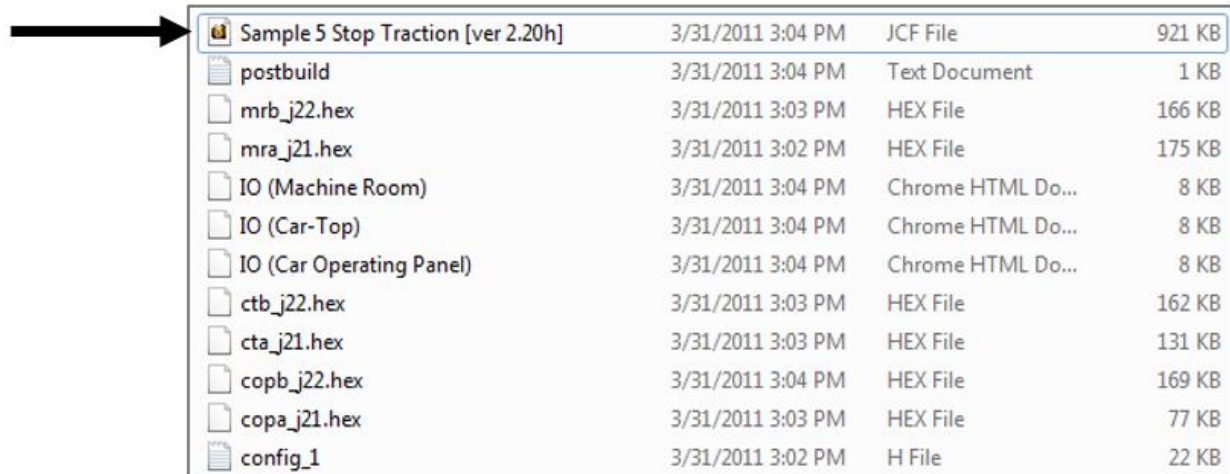 Sample 5 Stop Traction [ver 2.20h] 3/31/2011 3:04 PM JCF File 921 KB
postbuild 3/31/2011 3:04 PM Text Document 1 KB
mrb_j22.hex 3/31/2011 3:03 PM HEX File 166 KB
mra_j21.hex 3/31/2011 3:02 PM HEX File 175 KB
IO (Machine Room) 3/31/2011 3:04 PM Chrome HTML Do... 8 KB
IO (Car-Top) 3/31/2011 3:04 PM Chrome HTML Do... 8 KB
IO (Car Operating Panel) 3/31/2011 3:04 PM Chrome HTML Do... 8 KB
ctb_j22.hex 3/31/2011 3:03 PM HEX File 162 KB
cta_j21.hex 3/31/2011 3:03 PM HEX File 131 KB
copb_j22.hex 3/31/2011 3:04 PM HEX File 169 KB
copa_j21.hex 3/31/2011 3:03 PM HEX File 77 KB
config_1 3/31/2011 3:02 PM H File 22 KB